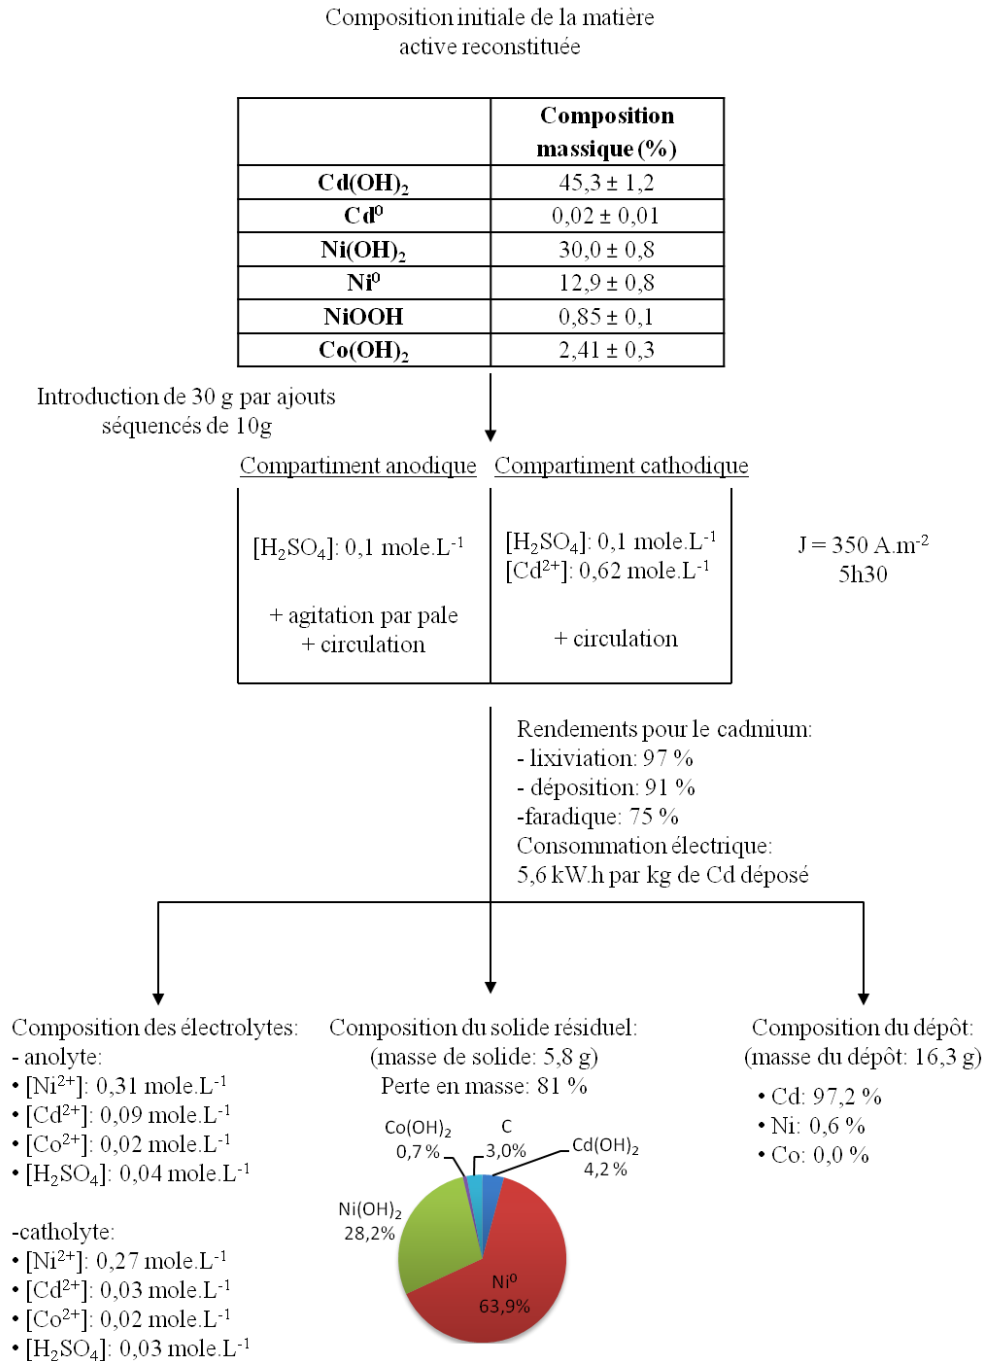 Composition initiale de la matière
active reconstituée
Composition
massique (%)
Cd(OH)₂ 45,3 ± 1,2
Cd⁰ 0,02 ± 0,01
Ni(OH)₂ 30,0 ± 0,8
Ni⁰ 12,9 ± 0,8
NiOOH 0,85 ± 0,1
Co(OH)₂ 2,41 ± 0,3
Introduction de 30 g par ajouts
séquencés de 10g
Compartiment anodique Compartiment cathodique
[H₂SO₄]: 0,1 mole.L⁻¹
+ agitation par pale
+ circulation
[H₂SO₄]: 0,1 mole.L⁻¹
[Cd²⁺]: 0,62 mole.L⁻¹
+ circulation
J = 350 A.m⁻²
5h30
Rendements pour le cadmium:
- lixiviation: 97 %
- déposition: 91 %
-faradique: 75 %
Consommation électrique:
5,6 kW.h par kg de Cd déposé
Composition des électrolytes:
- anolyte:
• [Ni²⁺]: 0,31 mole.L⁻¹
• [Cd²⁺]: 0,09 mole.L⁻¹
• [Co²⁺]: 0,02 mole.L⁻¹
• [H₂SO₄]: 0,04 mole.L⁻¹
-catholyte:
• [Ni²⁺]: 0,27 mole.L⁻¹
• [Cd²⁺]: 0,03 mole.L⁻¹
• [Co²⁺]: 0,02 mole.L⁻¹
• [H₂SO₄]: 0,03 mole.L⁻¹
Composition du solide résiduel:
(masse de solide: 5,8 g)
Perte en masse: 81 %
Co(OH)₂
0,7%
C
3,0%
Cd(OH)₂
4,2%
Ni(OH)₂
28,2%
Ni⁰
63,9%
Composition du dépôt:
(masse du dépôt: 16,3 g)
• Cd: 97,2 %
• Ni: 0,6 %
• Co: 0,0 %